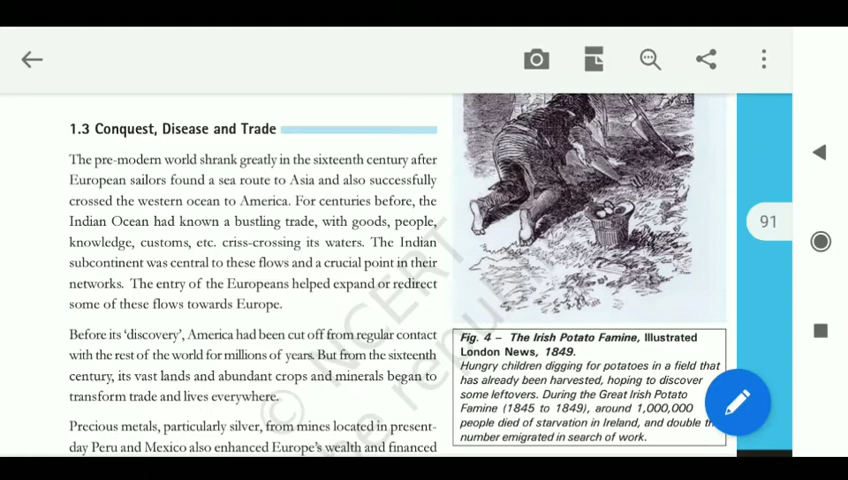 1.3 Conquest, Disease and Trade
The pre-modern world shrank greatly in the sixteenth century after
European sailors found a sea route to Asia and also successfully
crossed the western ocean to America. For centuries before, the
Indian Ocean had known a bustling trade, with goods, people,
knowledge, customs, etc. criss-crossing its waters. The Indian
subcontinent was central to these flows and a crucial point in their
networks. The entry of the Europeans helped expand or redirect
some of these flows towards Europe.
Before its ‘discovery’, America had been cut off from regular contact
with the rest of the world for millions of years. But from the sixteenth
century, its vast lands and abundant crops and minerals began to
transform trade and lives everywhere.
Precious metals, particularly silver, from mines located in present-
day Peru and Mexico also enhanced Europe’s wealth and financed
Fig. 4 – The Irish Potato Famine, Illustrated
London News, 1849.
Hungry children digging for potatoes in a field that
has already been harvested, hoping to discover
some leftovers. During the Great Irish Potato
Famine (1845 to 1849), around 1,000,000
people died of starvation in Ireland, and double
number emigrated in search of work.
91
© NCERT
be repu